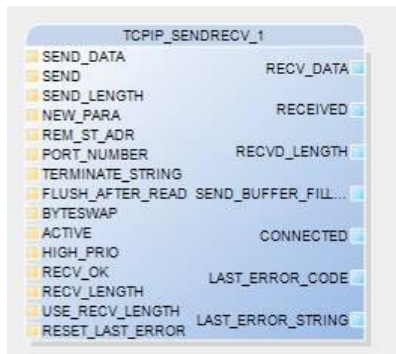 TCPIP_SENDRECV_1
SEND_DATA
SEND
SEND_LENGTH
NEW_PARA
REM_ST_ADR
PORT_NUMBER
TERMINATE_STRING
FLUSH_AFTER_READ
BYTESWAP
ACTIVE
HIGH_PRIO
RECV_OK
RECV_LENGTH
USE_RECV_LENGTH
RESET_LAST_ERROR
RECV_DATA
RECEIVED
RECVD_LENGTH
SEND_BUFFER_FILL...
CONNECTED
LAST_ERROR_CODE
LAST_ERROR_STRING